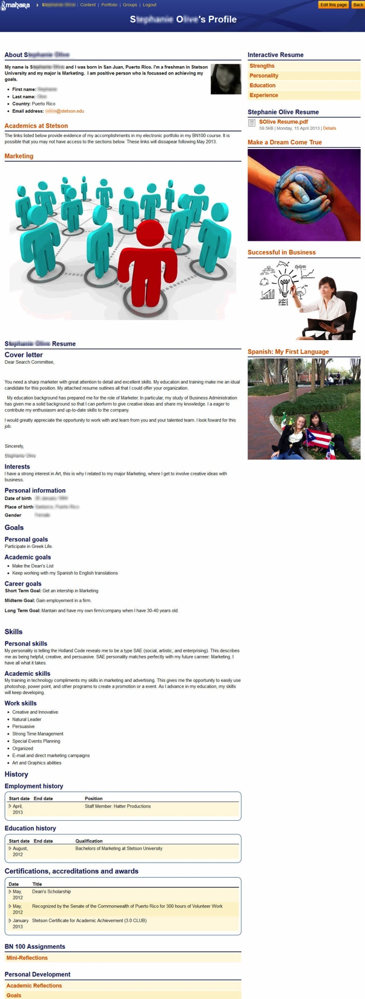 mahara
: Content | Portfolio | Groups | Logout
Edit this page
Back
's Profile
About S
My name is S and I was born in San Juan, Puerto Rico. I'm a freshman in Stetson
University and my major is Marketing. I am positive person who is focussed on achieving my
goals.
First name:
Last name:
Country: Puerto Rico
Email address: @stetson.edu
Academics at Stetson
The links listed below provide evidence of my accomplishments in my electronic portfolio in my BN100 course. It is
possible that you may not have access to the sections below. These links will dissapear following May 2013.
Marketing
Resume
Cover letter
Dear Search Committee,
You need a sharp marketer with great attention to detail and excellent skills. My education and training make me an idual
candidate for this position. My attached resume outlines all that I could offer your organization.
My education background has prepared me for the role of Marketer. In particular, my study of Business Administration
has given me a solid background so that I can perform to give creative ideas and share my knowledge. I a eager to
contribute my enthusiasm and up-to-date skills to the company.
I would greatly appreciate the opportunity to work with and learn from you and your talented team. I look foward for this
job.
Sincerely,
Interests
I have a strong interest in Art, this is why I related to my major Marketing, where I get to involve creative ideas with
business.
Personal information
Date of birth
Place of birth
Gender
Goals
Personal goals
Participate in Greek Life.
Academic goals
Make the Dean's List
Keep working with my Spanish to English translations
Career goals
Short Term Goal: Get an intership in Marketing
Midterm Goal: Gain employement in a firm.
Long Term Goal: Mantain and have my own firm/company when I have 30-40 years old.
Skills
Personal skills
My personality is telling the Holland Code reveals me to be a type SAE (social, artistic, and enterprising). This describes
me as being helpful, creative, and persuasive. SAE personality matches perfectly with my future carreer: Marketing. I
have all what it takes.
Academic skills
My training in technology compliments my skills in marketing and advertising. This gives me the opportunity to easily use
photoshop, power point, and other programs to create a promotion or a event. As I advance in my education, my skills
will keep developing.
Work skills
Creative and Innovative
Natural Leader
Persuasive
Strong Time Management
Special Events Planning
Organized
E-mail and direct marketing campaigns
Art and Graphics abilities
History
Employment history
Start date End date Position
April, 2013 Staff Member: Hatter Productions
Education history
Start date End date Qualification
August, 2012 Bachelors of Marketing at Stetson University
Certifications, accreditations and awards
Date Title
May, 2012 Dean's Scholarship
May, 2012 Recognized by the Senate of the Commonwealth of Puerto Rico for 300 hours of Volunteer Work
January 2013 Stetson Certificate for Academic Achievement (3.0 CLUB)
BN 100 Assignments
Mini-Reflections
Personal Development
Academic Reflections
Goals
Interactive Resume
Strengths
Personality
Education
Experience
Stephanie Olive Resume
SOlive Resume.pdf
59.5KB | Monday, 15 April 2013 | Details
Make a Dream Come True
Successful in Business
Spanish: My First Language